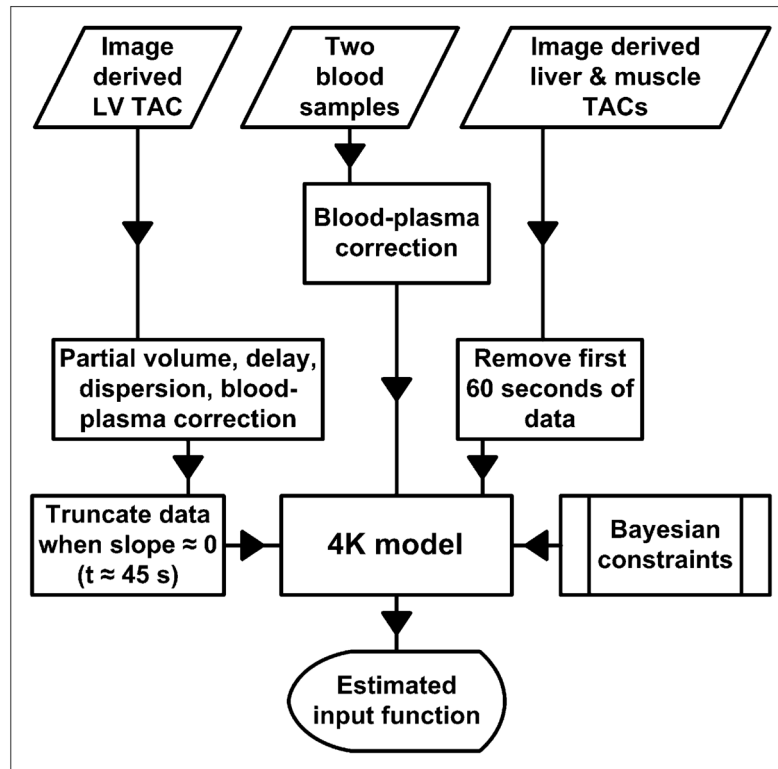 Image
derived
LV TAC
Two
blood
samples
Image derived
liver & muscle
TACs
Blood-plasma
correction
Partial volume, delay,
dispersion, blood-
plasma correction
Remove first
60 seconds of
data
Truncate data
when slope ≈ 0
(t ≈ 45 s)
4K model
Bayesian
constraints
Estimated
input function